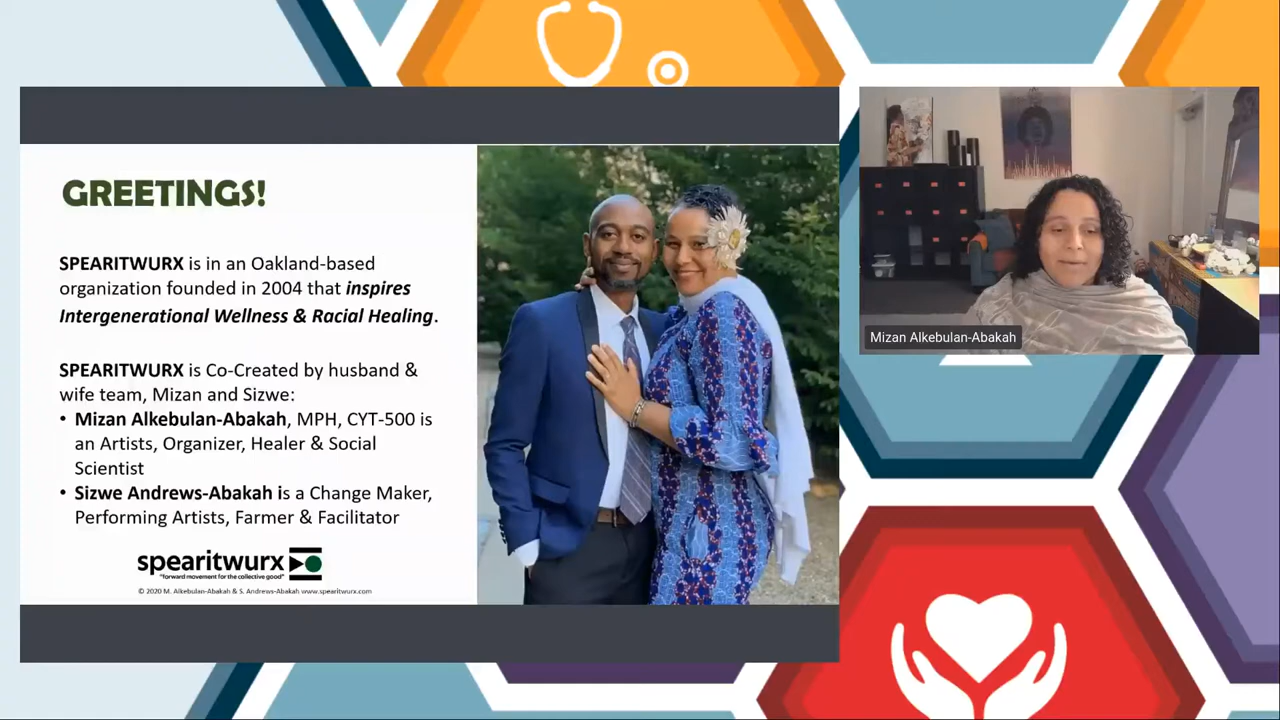 GREETINGS!
SPEARITWURX is in an Oakland-based
organization founded in 2004 that inspires
Intergenerational Wellness & Racial Healing.
SPEARITWURX is Co-Created by husband &
wife team, Mizan and Sizwe:
• Mizan Alkebulan-Abakah, MPH, CYT-500 is
an Artists, Organizer, Healer & Social
Scientist
• Sizwe Andrews-Abakah is a Change Maker,
Performing Artists, Farmer & Facilitator
spearitwurx
"forward movement for the collective good"
© 2020 M. Alkebulan-Abakah & S. Andrews-Abakah www.spearitwurx.com
Mizan Alkebulan-Abakah